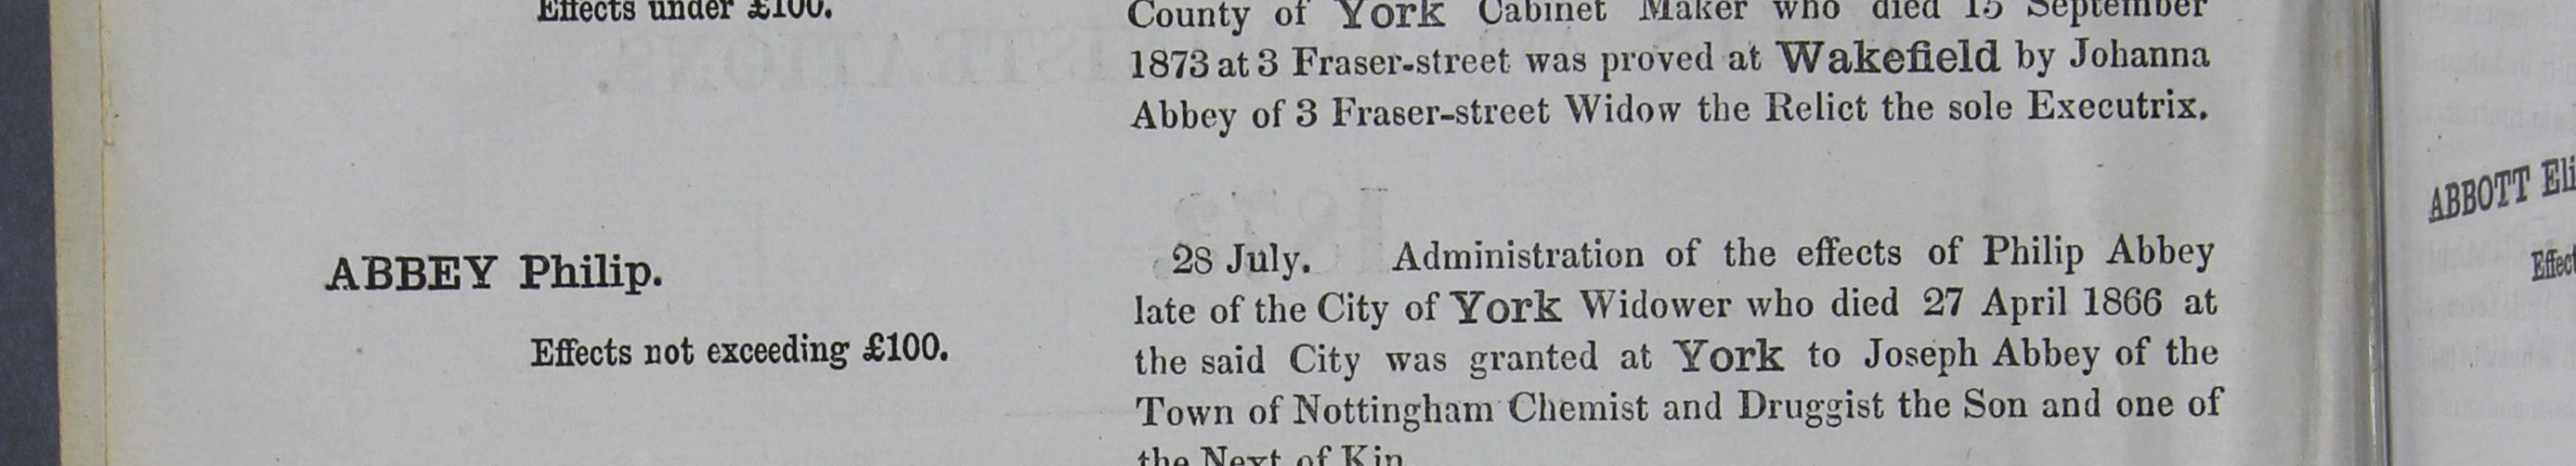 Effects under £100.
County of York Cabinet Maker who died 15 September
1873 at 3 Fraser-street was proved at Wakefield by Johanna
Abbey of 3 Fraser-street Widow the Relict the sole Executrix.
ABBEY Philip.
Effects not exceeding £100.
28 July. Administration of the effects of Philip Abbey
late of the City of York Widower who died 27 April 1866 at
the said City was granted at York to Joseph Abbey of the
Town of Nottingham Chemist and Druggist the Son and one of
the Next of Kin
ABBOTT Eli
Effect